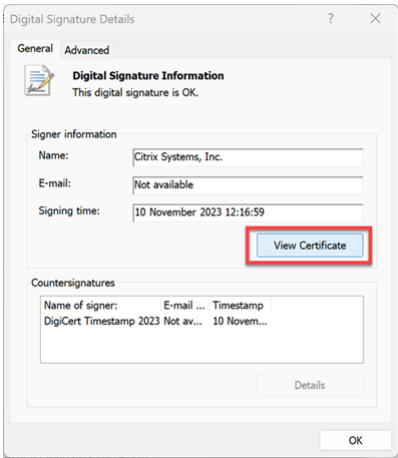 Digital Signature Details ?
General Advanced
Digital Signature Information
This digital signature is OK.
Signer information
Name: Citrix Systems, Inc.
E-mail: Not available
Signing time: 10 November 2023 12:16:59
View Certificate
Countersignatures
Name of signer: E-mail ... Timestamp
DigiCert Timestamp 2023 Not av... 10 Novem...
Details
OK